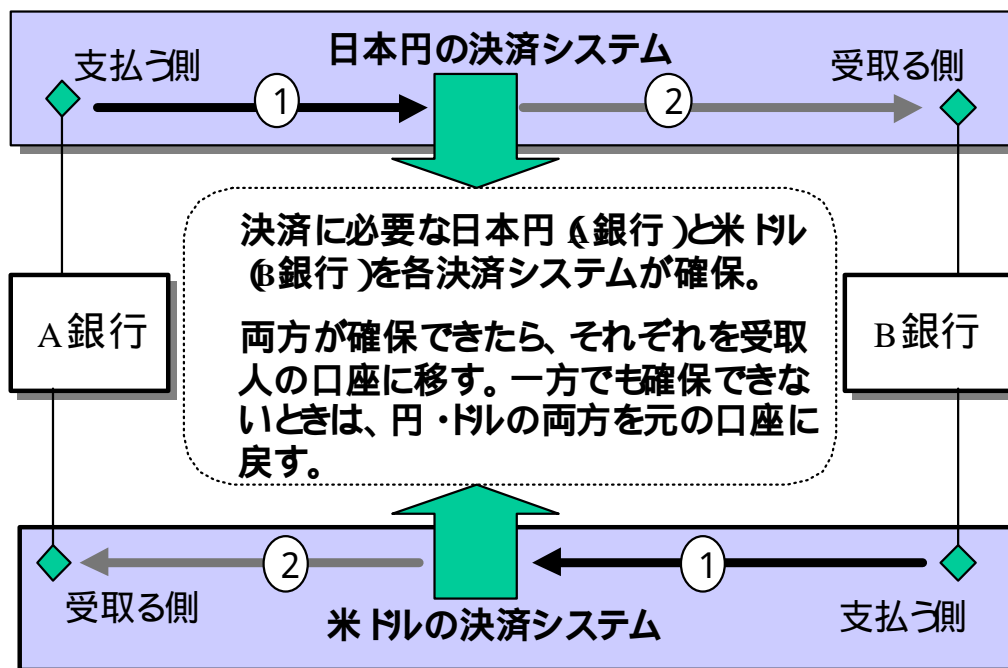 日本円の決済システム
支払う側
受取る側
1
2
決済に必要な日本円(A銀行)と米ドル
(B銀行)を各決済システムが確保。
両方が確保できたら、それぞれを受取
人の口座に移す。一方でも確保できな
いときは、円・ドルの両方を元の口座に
戻す。
A銀行
B銀行
2
1
受取る側
支払う側
米ドルの決済システム